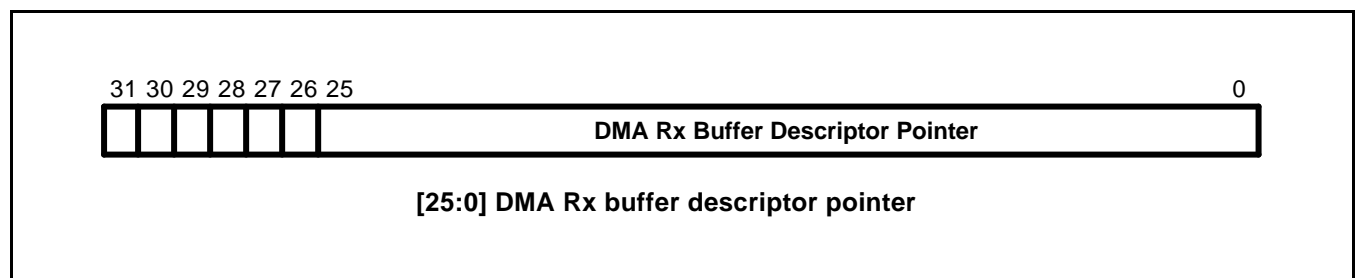 31 30 29 28 27 26 25 0
DMA Rx Buffer Descriptor Pointer
[25:0] DMA Rx buffer descriptor pointer